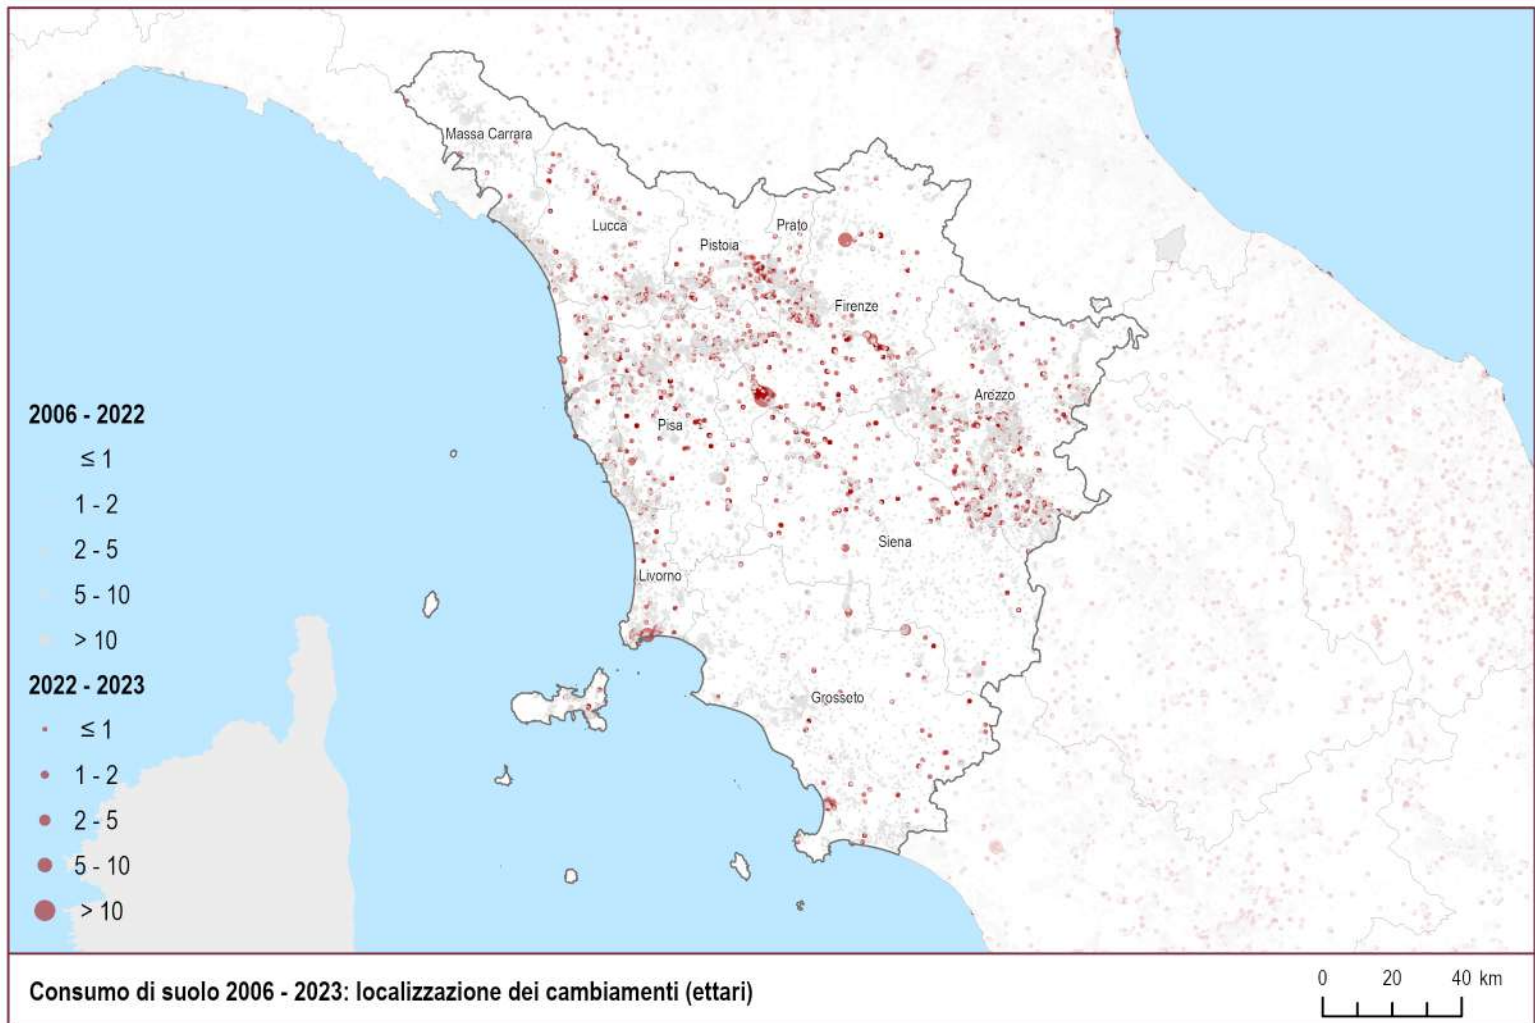 Massa Carrara
Lucca
Prato
Pistoia
Firenze
Arezzo
Pisa
Siena
Livorno
Grosseto
2006 - 2022
≤ 1
1 - 2
2 - 5
5 - 10
> 10
2022 - 2023
≤ 1
1 - 2
2 - 5
5 - 10
> 10
Consumo di suolo 2006 - 2023: localizzazione dei cambiamenti (ettari)
0 20 40 km